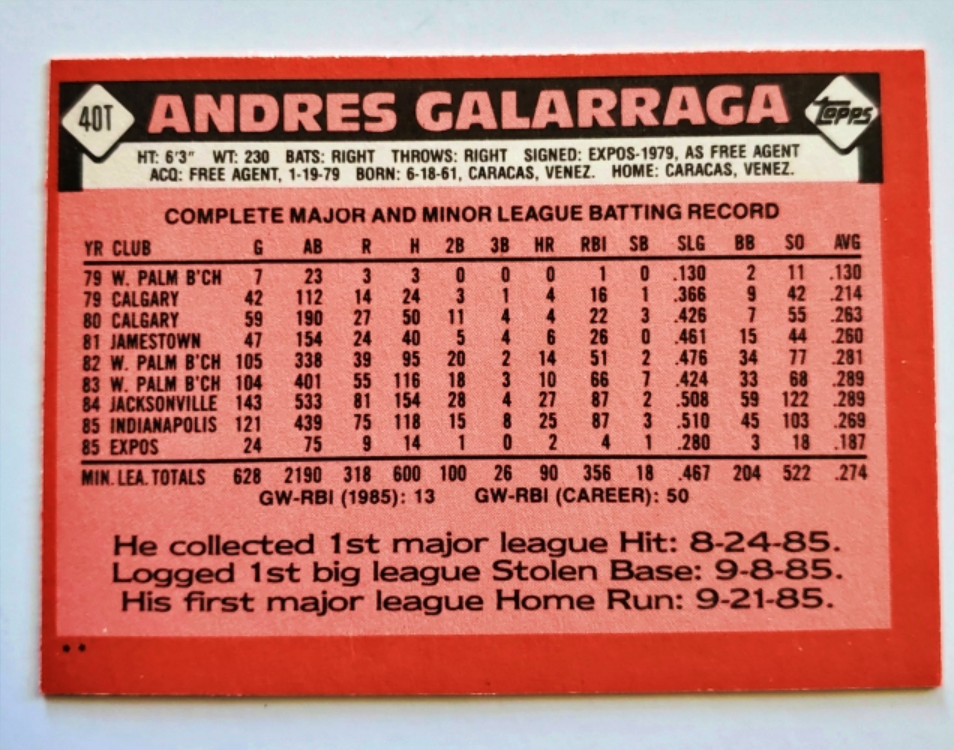 40T ANDRES GALARRAGA Topps
HT: 6'3" WT: 230 BATS: RIGHT THROWS: RIGHT SIGNED: EXPOS-1979, AS FREE AGENT
ACQ: FREE AGENT, 1-19-79 BORN: 6-18-61, CARACAS, VENEZ. HOME: CARACAS, VENEZ.
COMPLETE MAJOR AND MINOR LEAGUE BATTING RECORD
YR CLUB G AB R H 2B 3B HR RBI SB SLG BB SO AVG
79 W. PALM B'CH 7 23 3 3 0 0 0 1 0 .130 2 11 .130
79 CALGARY 42 112 14 24 3 1 4 16 1 .366 9 42 .214
80 CALGARY 59 190 27 50 11 4 4 22 3 .426 7 55 .263
81 JAMESTOWN 47 154 24 40 5 4 6 26 0 .461 15 44 .260
82 W. PALM B'CH 105 338 39 95 20 2 14 51 2 .476 34 77 .281
83 W. PALM B'CH 104 401 55 116 18 3 10 66 7 .424 33 68 .289
84 JACKSONVILLE 143 533 81 154 28 4 27 87 2 .508 59 122 .289
85 INDIANAPOLIS 121 439 75 118 15 8 25 87 3 .510 45 103 .269
85 EXPOS 24 75 9 14 1 0 2 4 1 .280 3 18 .187
MIN. LEA. TOTALS 628 2190 318 600 100 26 90 356 18 .467 204 522 .274
GW-RBI (1985): 13 GW-RBI (CAREER): 50
He collected 1st major league Hit: 8-24-85.
Logged 1st big league Stolen Base: 9-8-85.
His first major league Home Run: 9-21-85.